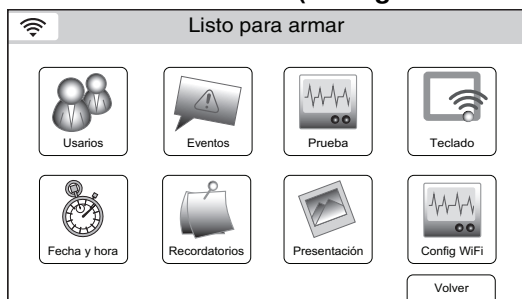 Listo para armar
Usarios
Eventos
Prueba
Teclado
Fecha y hora
Recordatorios
Presentación
Config WiFi
Volver